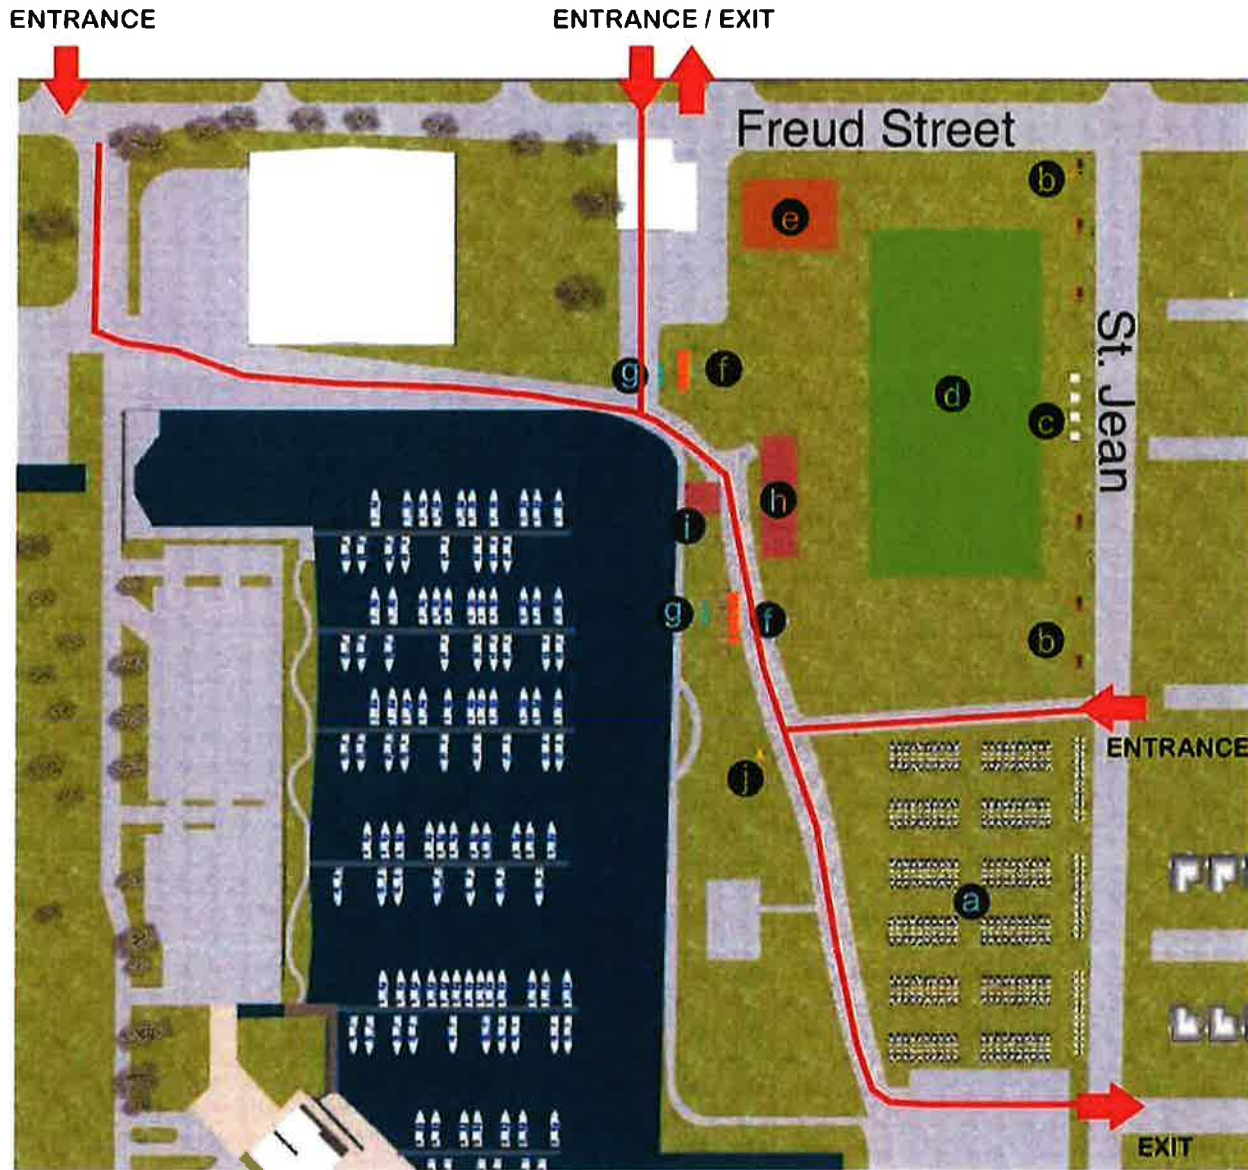 ENTRANCE
ENTRANCE / EXIT
Freud Street
b
e
St. Jean
g
f
d
c
h
i
g
f
b
ENTRANCE
j
a
EXIT